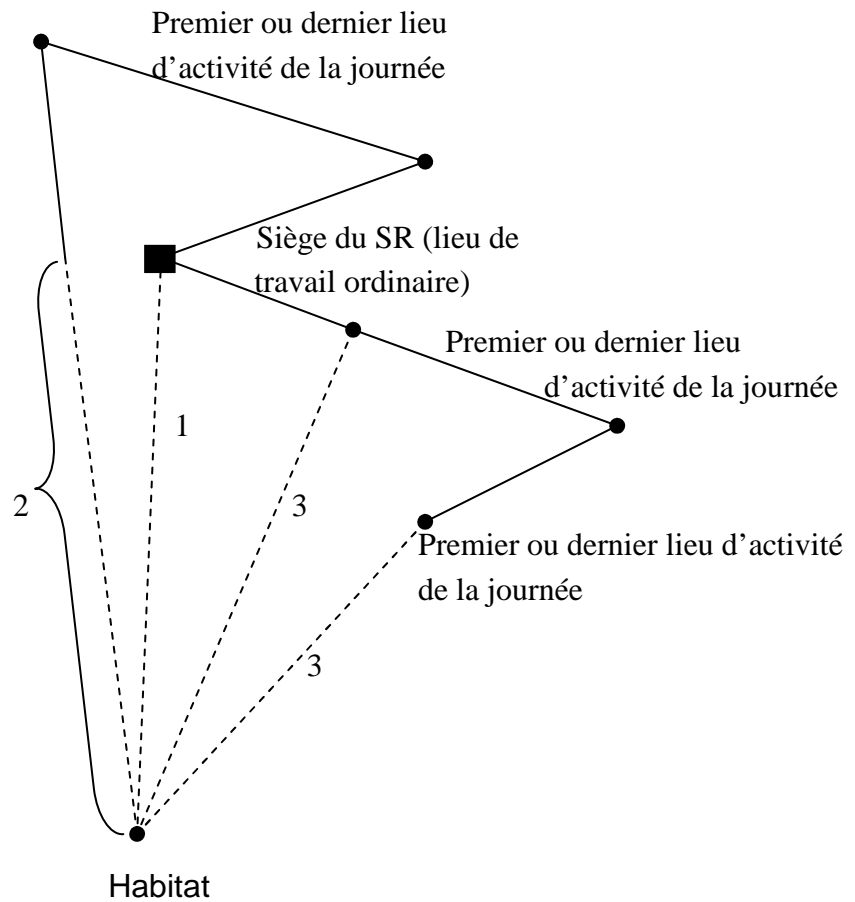 Premier ou dernier lieu
d’activité de la journée
Siège du SR (lieu de
travail ordinaire)
Premier ou dernier lieu
d’activité de la journée
1
2
3
Premier ou dernier lieu d’activité
de la journée
3
Habitat